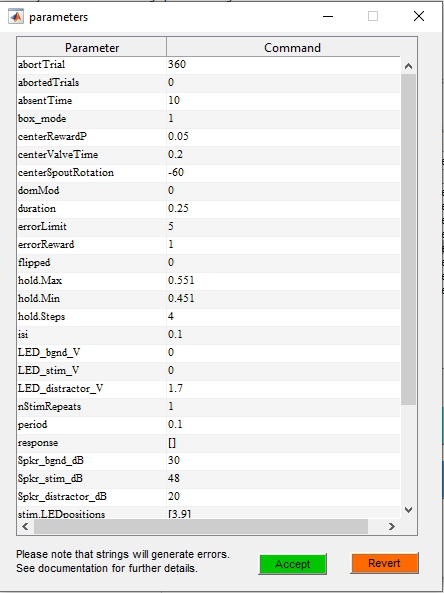 parameters
Parameter Command
abortTrial 360
abortedTrials 0
absentTime 10
box_mode 1
centerRewardP 0.05
centerValveTime 0.2
centerSpoutRotation -60
domMod 0
duration 0.25
errorLimit 5
errorReward 1
flipped 0
hold.Max 0.551
hold.Min 0.451
hold.Steps 4
isi 0.1
LED_bgnd_V 0
LED_stim_V 0
LED_distractor_V 1.7
nStimRepeats 1
period 0.1
response []
Spkr_bgnd_dB 30
Spkr_stim_dB 48
Spkr_distractor_dB 20
stim.LEDpositions [3,9]
Please note that strings will generate errors.
See documentation for further details.
Accept
Revert